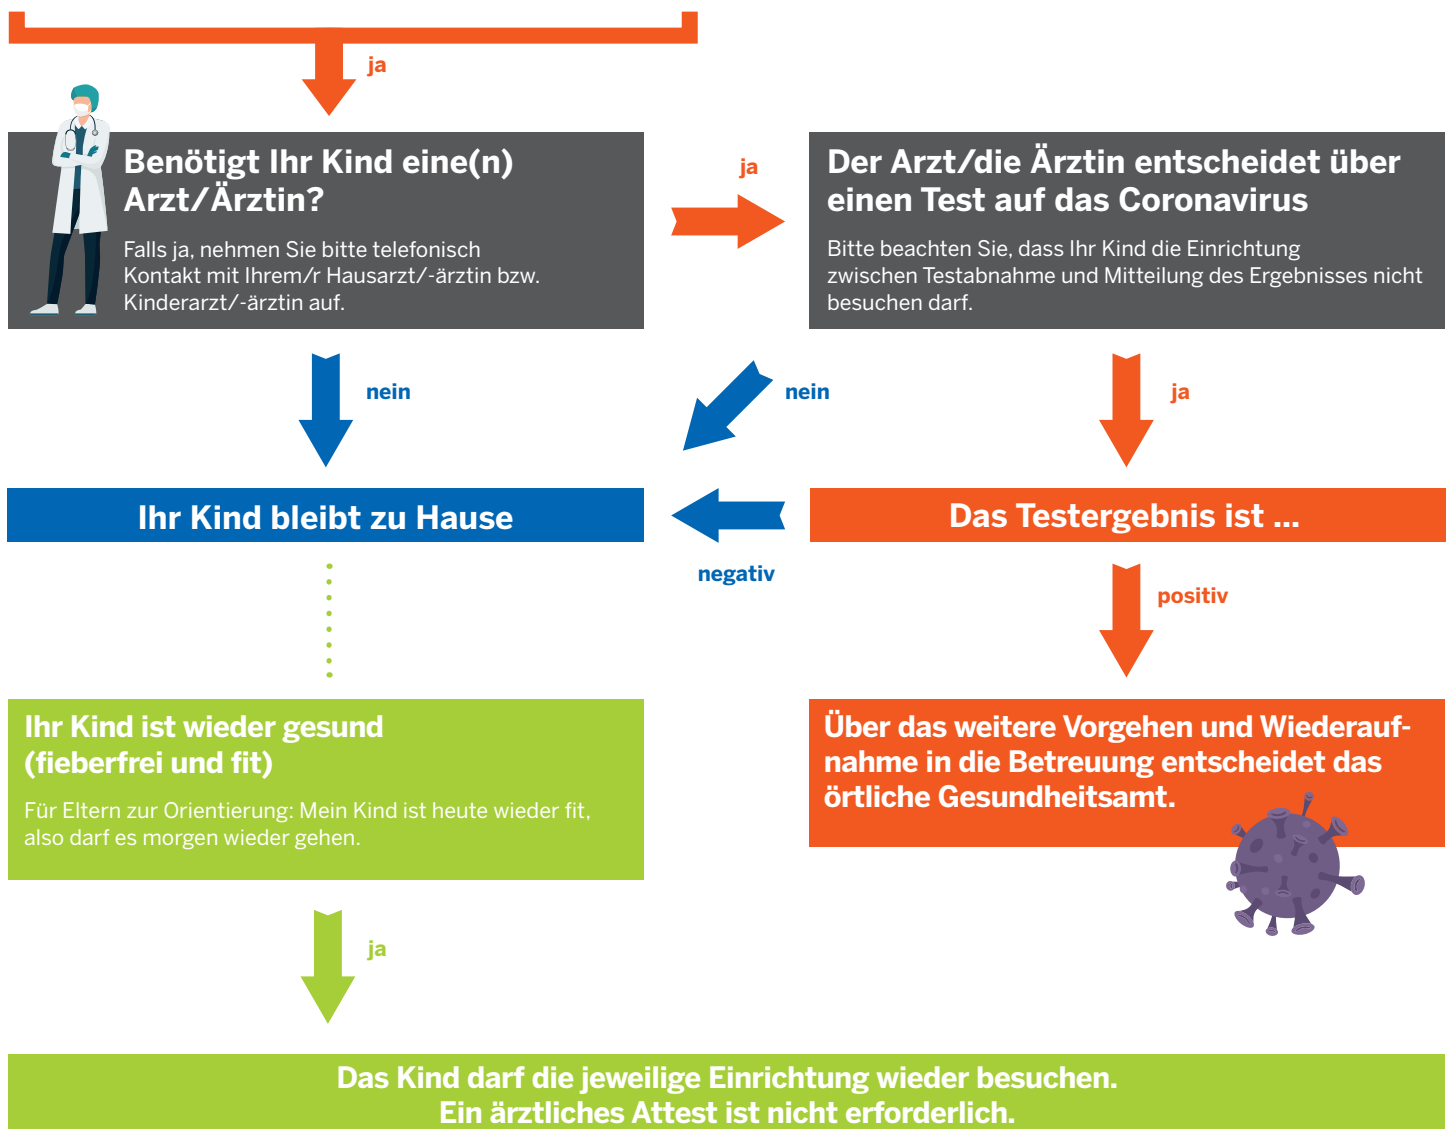 ja
Benötigt Ihr Kind eine(n)
Arzt/Ärztin?
Falls ja, nehmen Sie bitte telefonisch
Kontakt mit Ihrem/r Hausarzt/-ärztin bzw.
Kinderarzt/-ärztin auf.
ja
Der Arzt/die Ärztin entscheidet über
einen Test auf das Coronavirus
Bitte beachten Sie, dass Ihr Kind die Einrichtung
zwischen Testabnahme und Mitteilung des Ergebnisses nicht
besuchen darf.
nein
nein
ja
Ihr Kind bleibt zu Hause
Das Testergebnis ist ...
negativ
positiv
Ihr Kind ist wieder gesund
(fieberfrei und fit)
Für Eltern zur Orientierung: Mein Kind ist heute wieder fit,
also darf es morgen wieder gehen.
Über das weitere Vorgehen und Wiederauf-
nahme in die Betreuung entscheidet das
örtliche Gesundheitsamt.
ja
Das Kind darf die jeweilige Einrichtung wieder besuchen.
Ein ärztliches Attest ist nicht erforderlich.